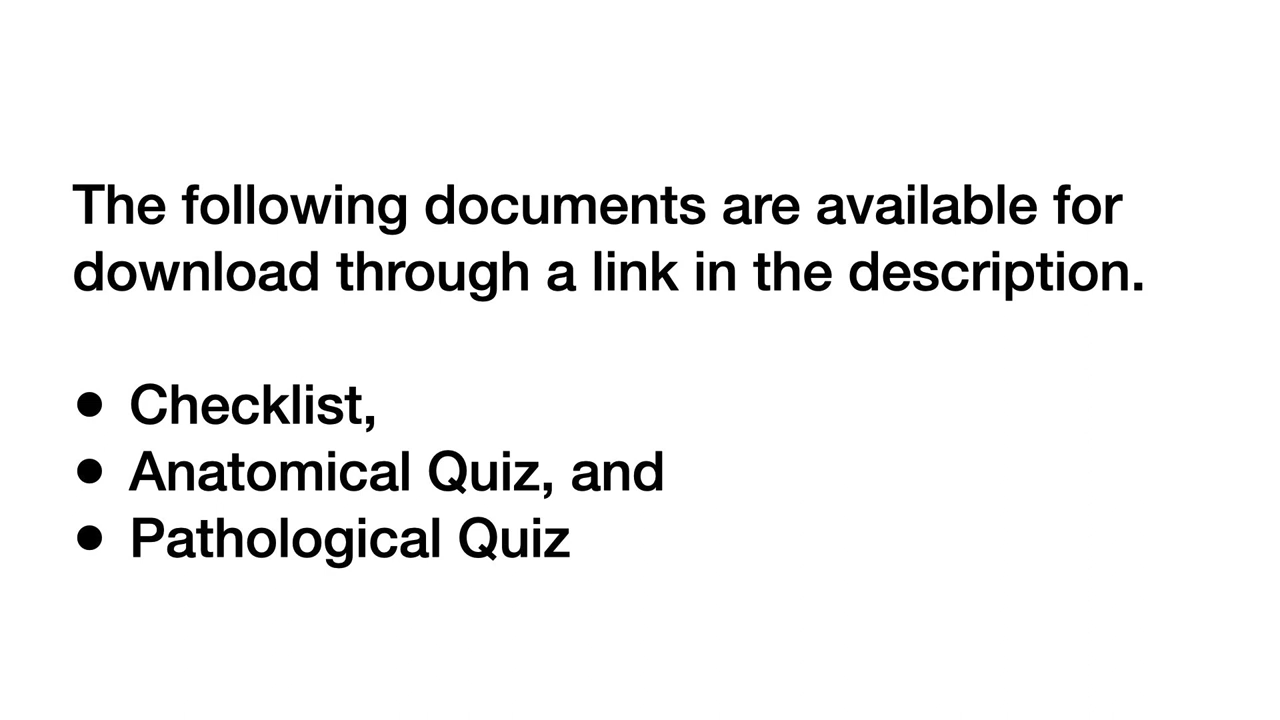 The following documents are available for
download through a link in the description.
• Checklist,
• Anatomical Quiz, and
• Pathological Quiz